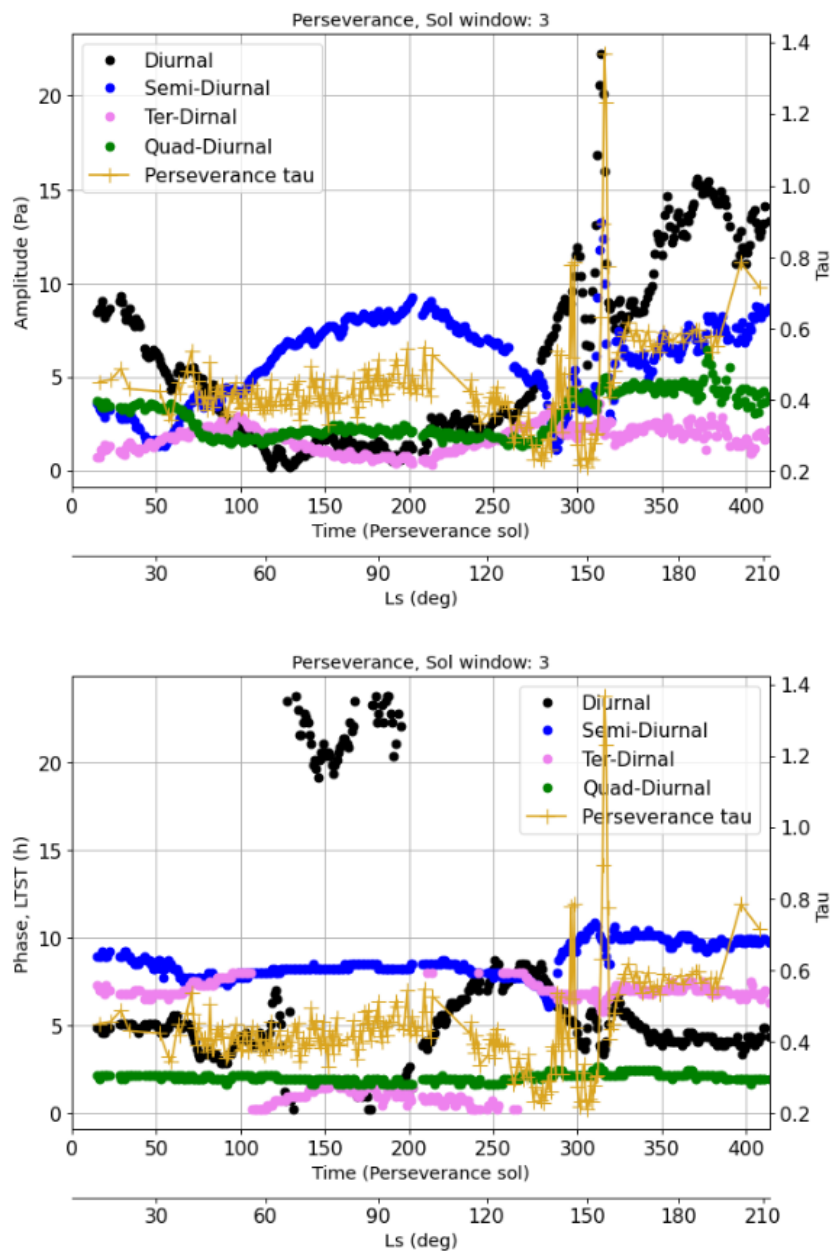 Perseverance, Sol window: 3
Diurnal
Semi-Diurnal
Ter-Dirnal
Quad-Diurnal
Perseverance tau
Amplitude (Pa)
20
15
10
5
0
Tau
1.4
1.2
1.0
0.8
0.6
0.4
0.2
0 50 100 150 200 250 300 350 400
Time (Perseverance sol)
30 60 90 120 150 180 210
Ls (deg)
Perseverance, Sol window: 3
Diurnal
Semi-Diurnal
Ter-Dirnal
Quad-Diurnal
Perseverance tau
Phase, LTST (h)
20
15
10
5
0
Tau
1.4
1.2
1.0
0.8
0.6
0.4
0.2
0 50 100 150 200 250 300 350 400
Time (Perseverance sol)
30 60 90 120 150 180 210
Ls (deg)